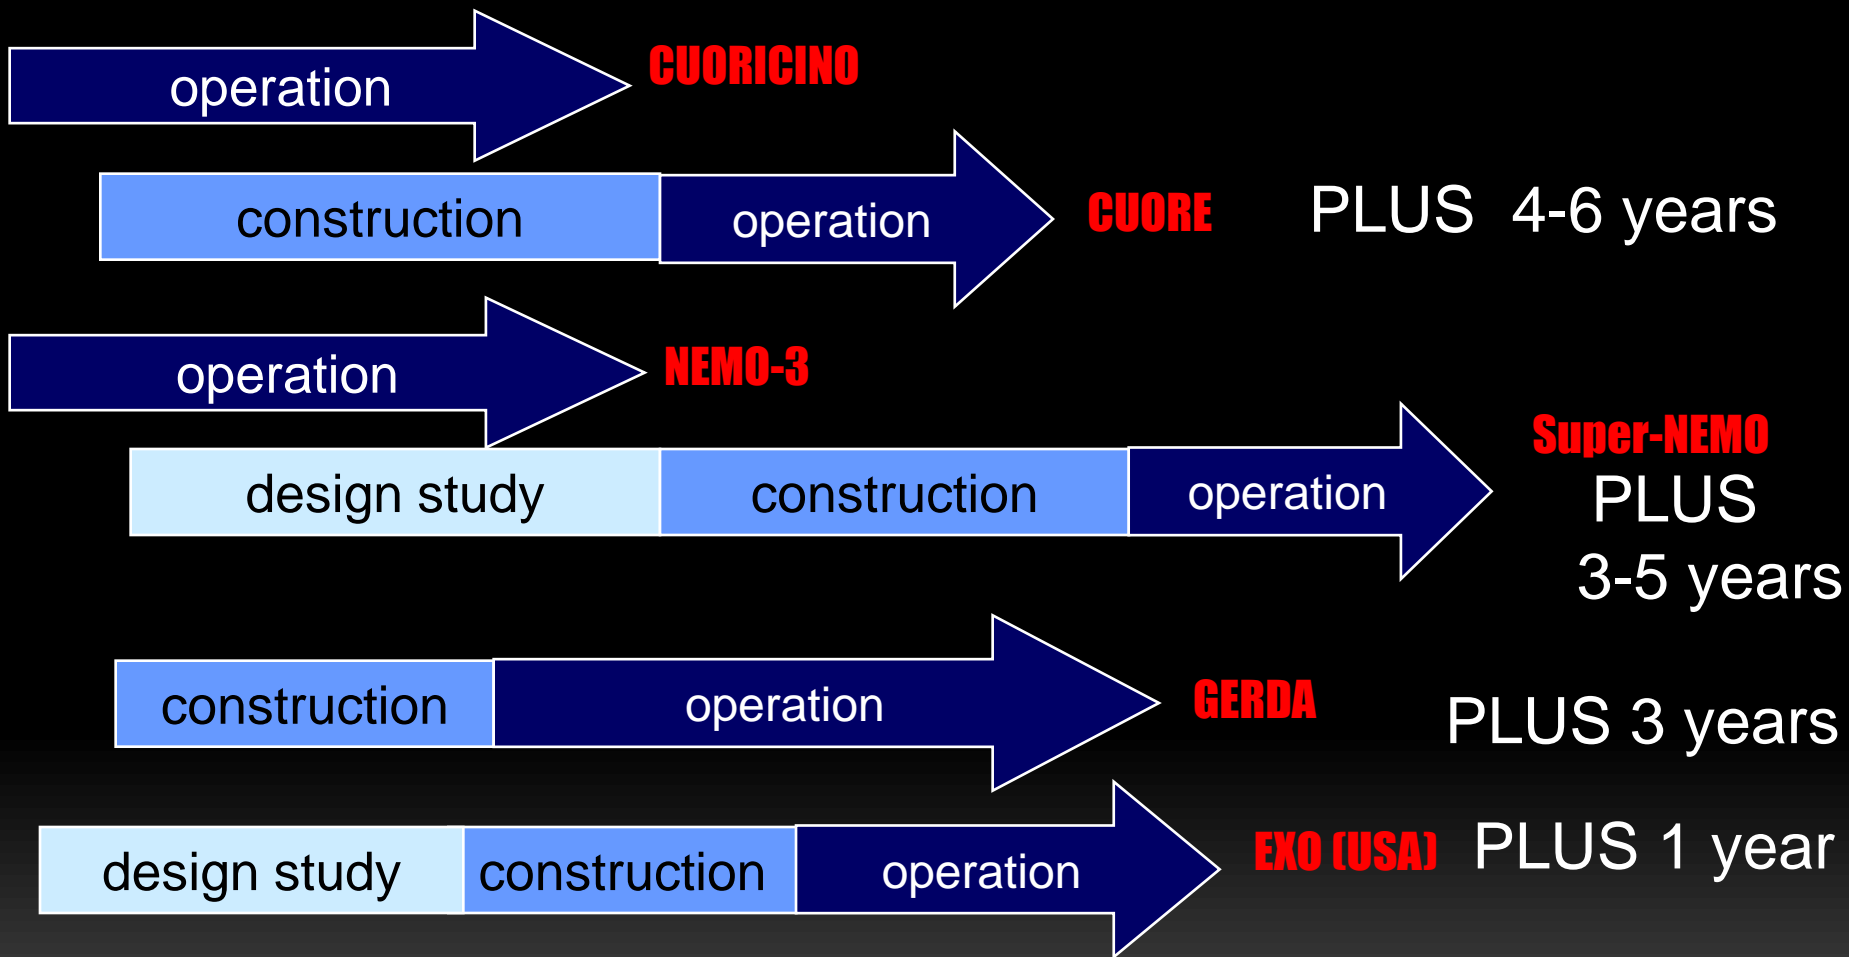 operation
CUORICINO
construction
operation
CUORE
PLUS 4-6 years
operation
NEMO-3
design study
construction
operation
Super-NEMO
PLUS
3-5 years
construction
operation
GERDA
PLUS 3 years
design study
construction
operation
EXO (USA)
PLUS 1 year